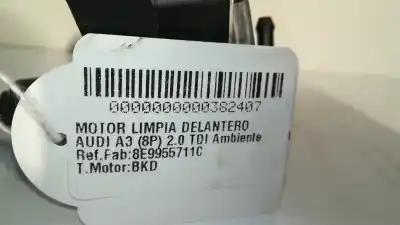 0000000000382407
MOTOR LIMPIA DELANTERO
AUDI A3 (8P) 2.0 TDI Ambiente
Ref.Fab:8E9955711C
T.Motor:BKD